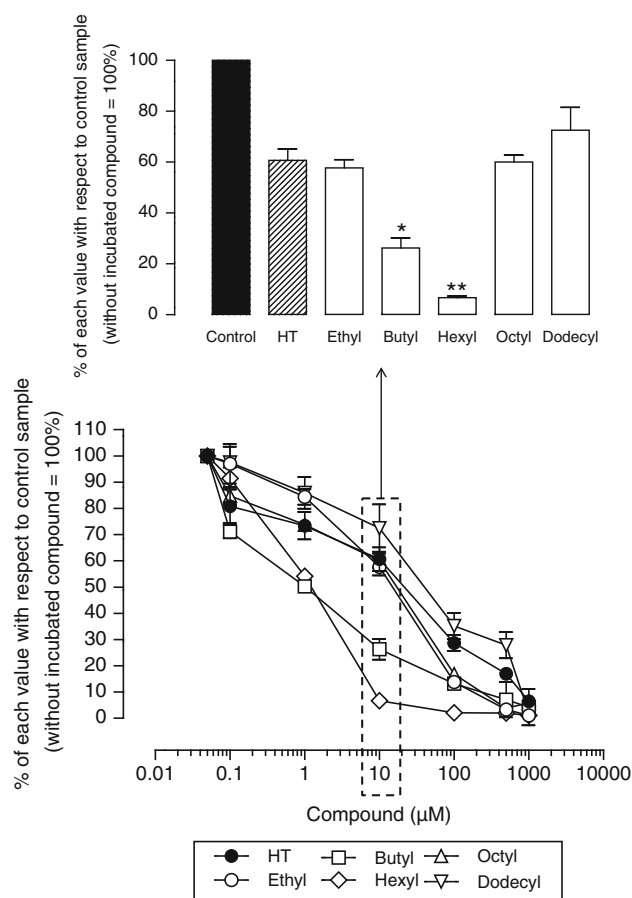 % of each value with respect to control sample
(without incubated compound = 100%)
100
80
60
40
20
0
*
**
Control HT Ethyl Butyl Hexyl Octyl Dodecyl
% of each value with respect to control sample
(without incubated compound = 100%)
110
100
90
80
70
60
50
40
30
20
10
0
0.01 0.1 1 10 100 1000 10000
Compound (µM)
HT Butyl Octyl
Ethyl Hexyl Dodecyl